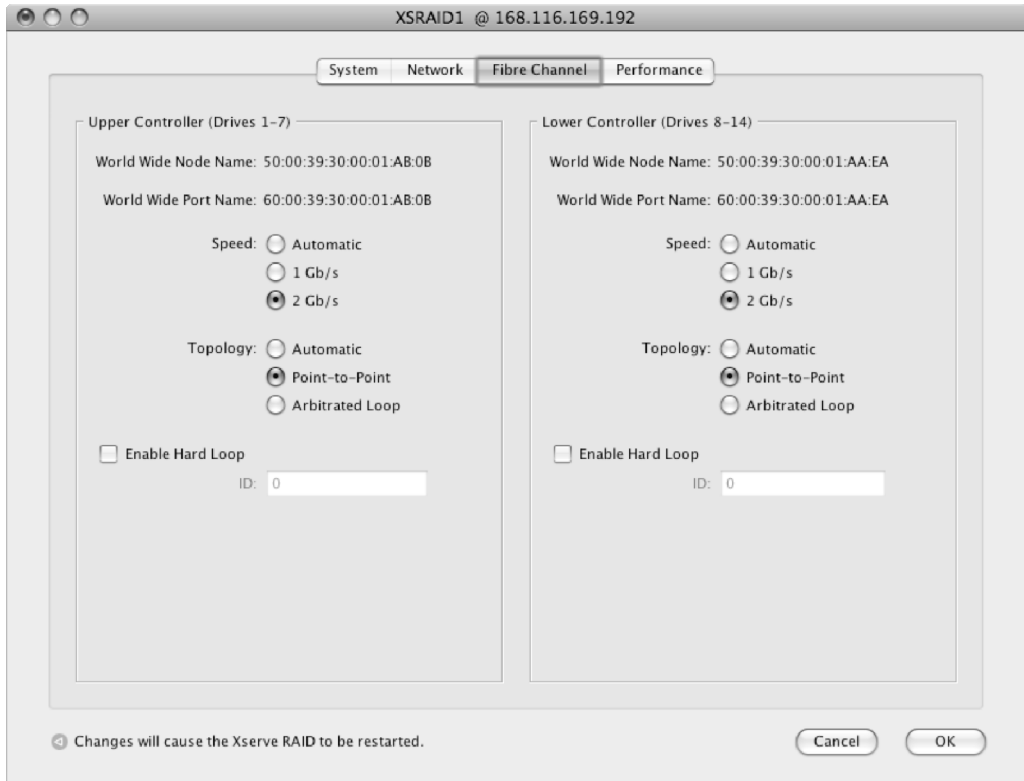 XSRAID1 @ 168.116.169.192
System Network Fibre Channel Performance
Upper Controller (Drives 1-7)
World Wide Node Name: 50:00:39:30:00:01:AB:0B
World Wide Port Name: 60:00:39:30:00:01:AB:0B
Speed: Automatic
1 Gb/s
2 Gb/s
Topology: Automatic
Point-to-Point
Arbitrated Loop
Enable Hard Loop
ID: 0
Lower Controller (Drives 8-14)
World Wide Node Name: 50:00:39:30:00:01:AA:EA
World Wide Port Name: 60:00:39:30:00:01:AA:EA
Speed: Automatic
1 Gb/s
2 Gb/s
Topology: Automatic
Point-to-Point
Arbitrated Loop
Enable Hard Loop
ID: 0
Changes will cause the Xserve RAID to be restarted.
Cancel OK